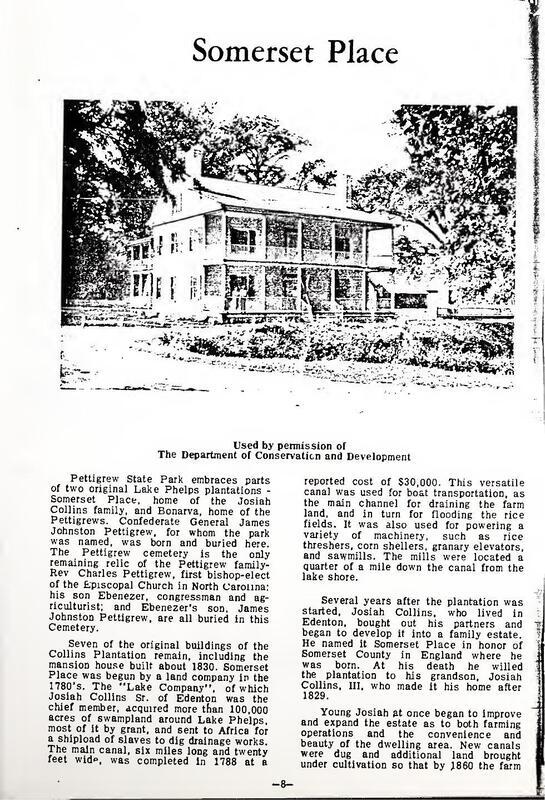 Somerset Place
Used by permission of
The Department of Conservation and Development
Pettigrew State Park embraces parts
of two original Lake Phelps plantations -
Somerset Place, home of the Josiah
Collins family, and Bonarva, home of the
Pettigrews. Confederate General James
Johnston Pettigrew, for whom the park
was named, was born and buried here.
The Pettigrew cemetery is the only
remaining relic of the Pettigrew family-
Rev Charles Pettigrew, first bishop-elect
of the Episcopal Church in North Carolina;
his son Ebenezer, congressman and ag-
riculturist; and Ebenezer's son, James
Johnston Pettigrew, are all buried in this
Cemetery.
Seven of the original buildings of the
Collins Plantation remain, including the
mansion house built about 1830. Somerset
Place was begun by a land company in the
1780's. The "Lake Company", of which
Josiah Collins Sr. of Edenton was the
chief member, acquired more than 100,000
acres of swampland around Lake Phelps,
most of it by grant, and sent to Africa for
a shipload of slaves to dig drainage works.
The main canal, six miles long and twenty
feet wide, was completed in 1788 at a
reported cost of $30,000. This versatile
canal was used for boat transportation, as
the main channel for draining the farm
land, and in turn for flooding the rice
fields. It was also used for powering a
variety of machinery, such as rice
threshers, corn shellers, granary elevators,
and sawmills. The mills were located a
quarter of a mile down the canal from the
lake shore.
Several years after the plantation was
started, Josiah Collins, who lived in
Edenton, bought out his partners and
began to develop it into a family estate.
He named it Somerset Place in honor of
Somerset County in England where he
was born. At his death he willed
the plantation to his grandson, Josiah
Collins, III, who made it his home after
1829.
Young Josiah at once began to improve
and expand the estate as to both farming
operations and the convenience and
beauty of the dwelling area. New canals
were dug and additional land brought
under cultivation so that by 1860 the farm
-8-